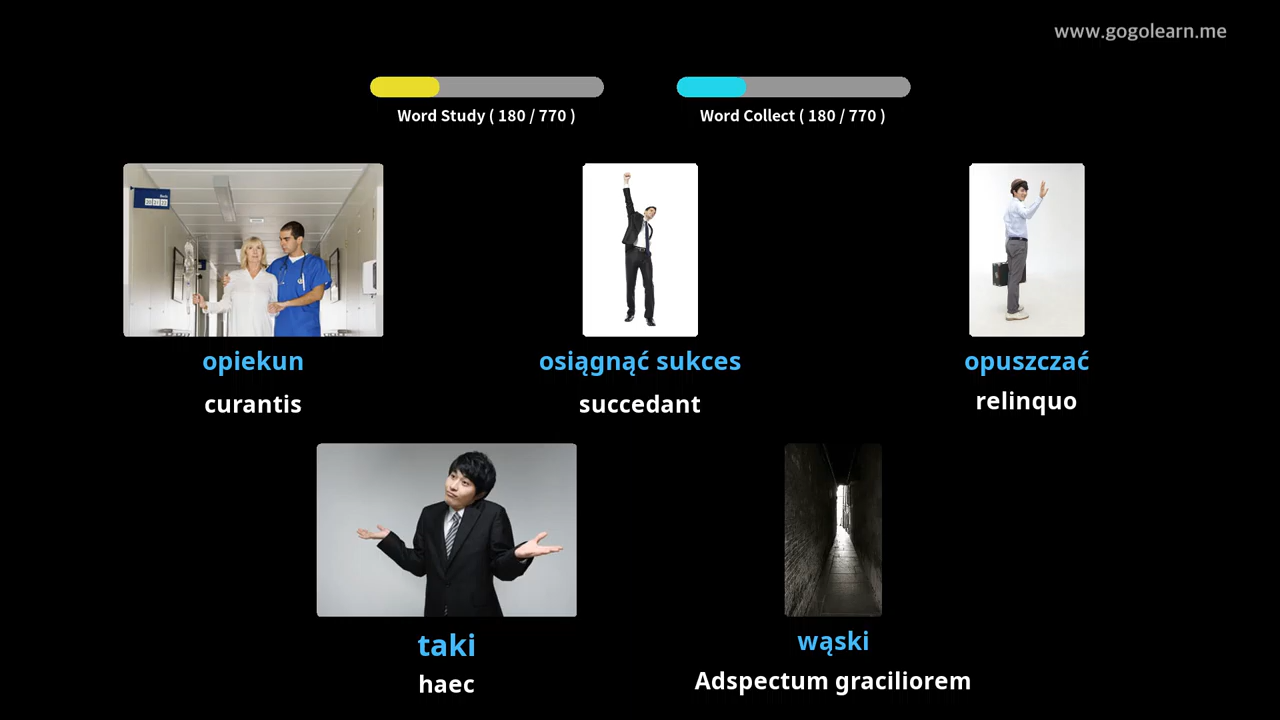 www.gogolearn.me
Word Study ( 180 / 770 )
Word Collect ( 180 / 770 )
opiekun
curantis
osiągnąć sukces
succedant
opuszczać
relinquo
taki
haec
wąski
Adspectum graciliorem